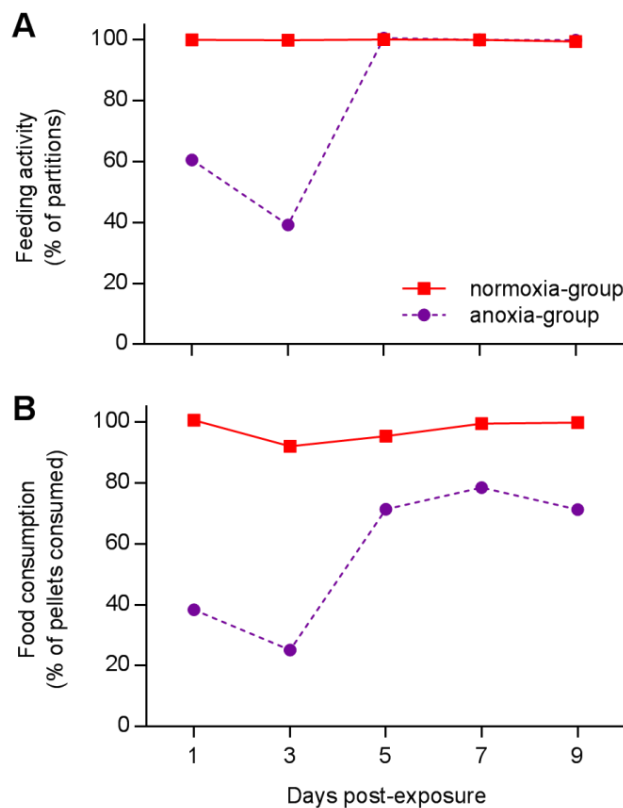 A
100
80
60
40
20
0
Feeding activity
(% of partitions)
normoxia-group
anoxia-group
B
100
80
60
40
20
0
Food consumption
(% of pellets consumed)
1 3 5 7 9
Days post-exposure